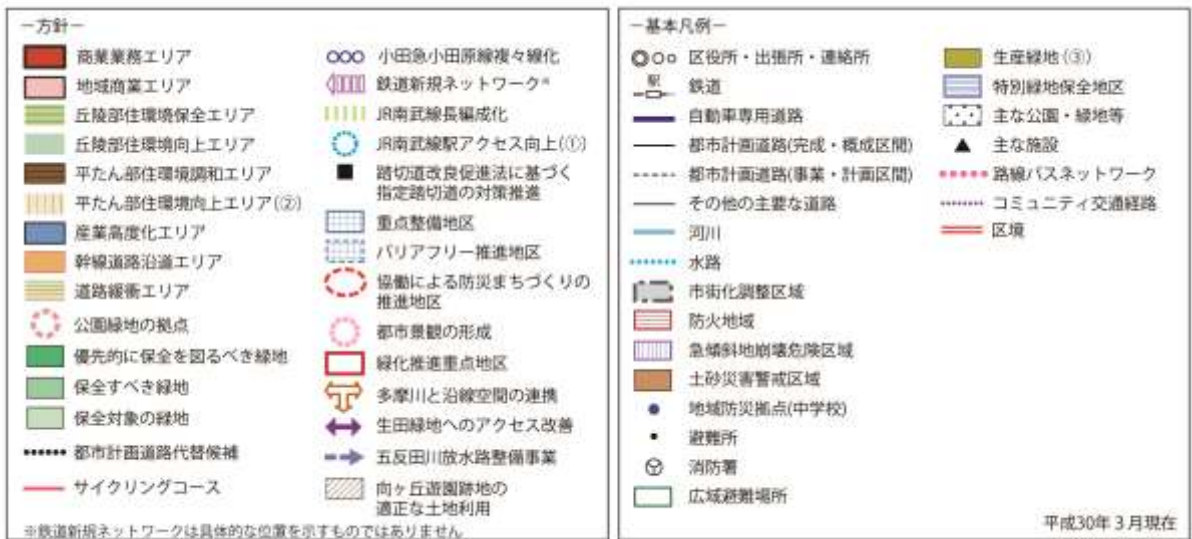 －方針－
商業業務エリア
地域商業エリア
丘陵部住環境保全エリア
丘陵部住環境向上エリア
平たん部住環境調和エリア
平たん部住環境向上エリア(②)
産業高度化エリア
幹線道路沿道エリア
道路緩衝エリア
公園緑地の拠点
優先的に保全を図るべき緑地
保全すべき緑地
保全対象の緑地
都市計画道路代替候補
サイクリングコース
小田急小田原線複々線化
鉄道新規ネットワーク※
JR南武線長編成化
JR南武線駅アクセス向上(①)
踏切道改良促進法に基づく
指定踏切道の対策推進
重点整備地区
バリアフリー推進地区
協働による防災まちづくりの
推進地区
都市景観の形成
緑化推進重点地区
多摩川と沿線空間の連携
生田緑地へのアクセス改善
五反田川放水路整備事業
向ヶ丘遊園跡地の
適正な土地利用
※鉄道新規ネットワークは具体的な位置を示すものではありません
－基本凡例－
区役所・出張所・連絡所
駅
鉄道
自動車専用道路
都市計画道路(完成・概成区間)
都市計画道路(事業・計画区間)
その他の主要な道路
河川
水路
市街化調整区域
防火地域
急傾斜地崩壊危険区域
土砂災害警戒区域
地域防災拠点(中学校)
避難所
消防署
広域避難場所
生産緑地(③)
特別緑地保全地区
主な公園・緑地等
主な施設
路線バスネットワーク
コミュニティ交通経路
区境
平成30年3月現在